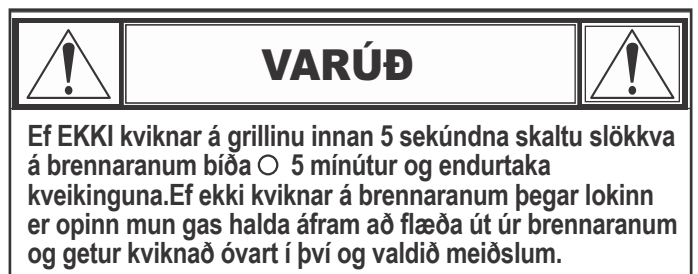 VARÚÐ
Ef EKKI kviknar á grillinu innan 5 sekúndna skaltu slökkva
á brennaranum bíða ○ 5 mínútur og endurtaka
kveikinguna.Ef ekki kviknar á brennaranum þegar lokinn
er opinn mun gas halda áfram að flæða út úr brennaranum
og getur kviknað óvart í því og valdið meiðslum.